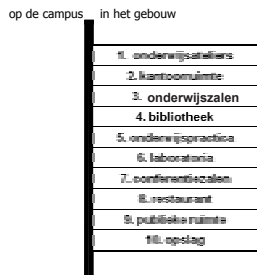 op de campus in het gebouw
1. onderwijsateliers
2. kantoorruimte
3. onderwijszalen
4. bibliotheek
5. onderwijspractica
6. laboratoria
7. conferentiezalen
8. restaurant
9. publieke ruimte
10. opslag